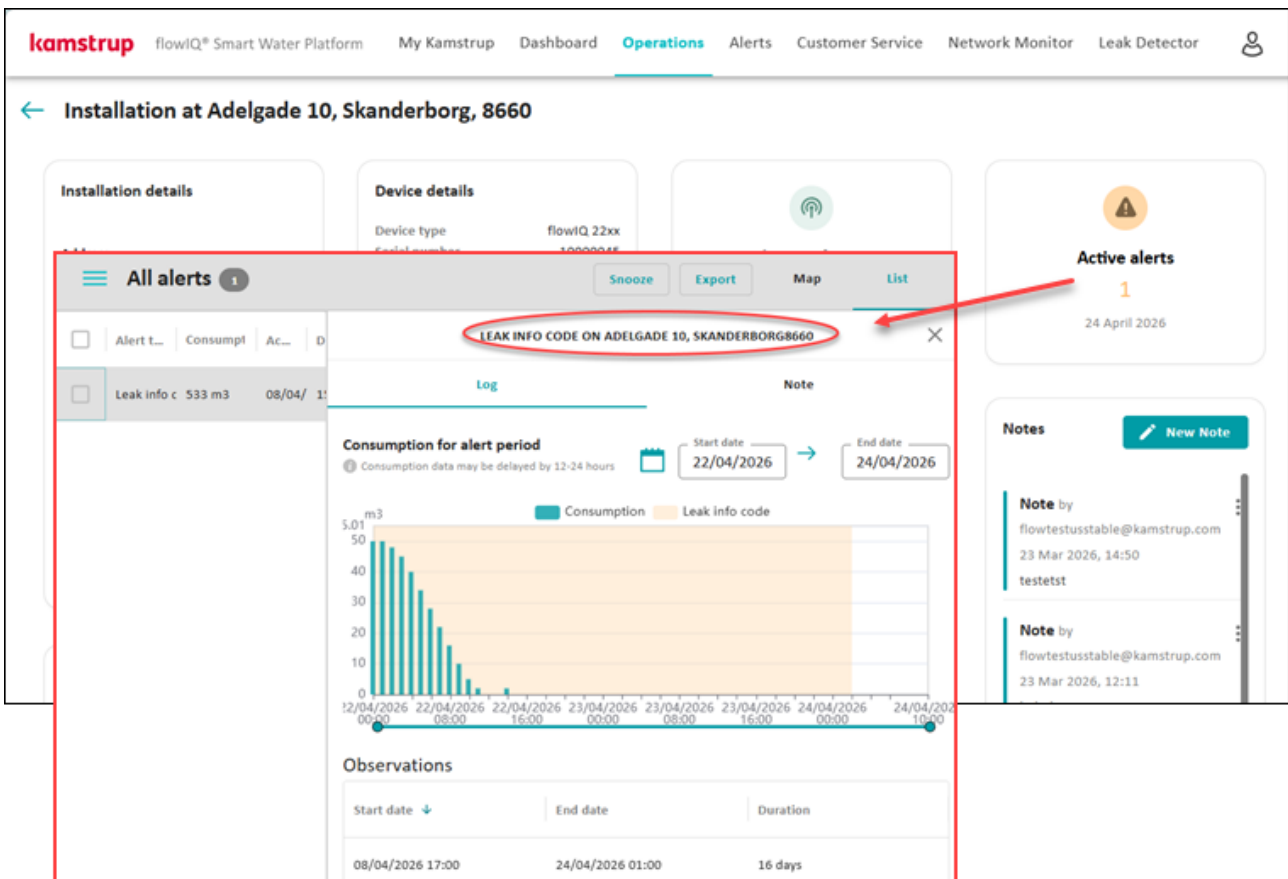 kamstrup flowIQ® Smart Water Platform My Kamstrup Dashboard Operations Alerts Customer Service Network Monitor Leak Detector
Installation at Adelgade 10, Skanderborg, 8660
Installation details
Device details
Device type flowIQ 22xx
Serial number
Active alerts
1
24 April 2026
All alerts 1
Snooze Export Map List
Alert t... Consumpt Ac... D
Leak info c 533 m3 08/04/
LEAK INFO CODE ON ADELGADE 10, SKANDERBORG8660
Log Note
Consumption for alert period
Consumption data may be delayed by 12-24 hours
Start date
22/04/2026
End date
24/04/2026
Consumption Leak info code
m3
5.01
50
40
30
20
10
0
22/04/2026 22/04/2026 23/04/2026 23/04/2026 23/04/2026 24/04/2026
00:00 08:00 16:00 00:00 08:00 16:00 00:00 10:00
Observations
Start date End date Duration
08/04/2026 17:00 24/04/2026 01:00 16 days
Notes
New Note
Note by
flowtestusstable@kamstrup.com
23 Mar 2026, 14:50
testetst
Note by
flowtestusstable@kamstrup.com
23 Mar 2026, 12:11